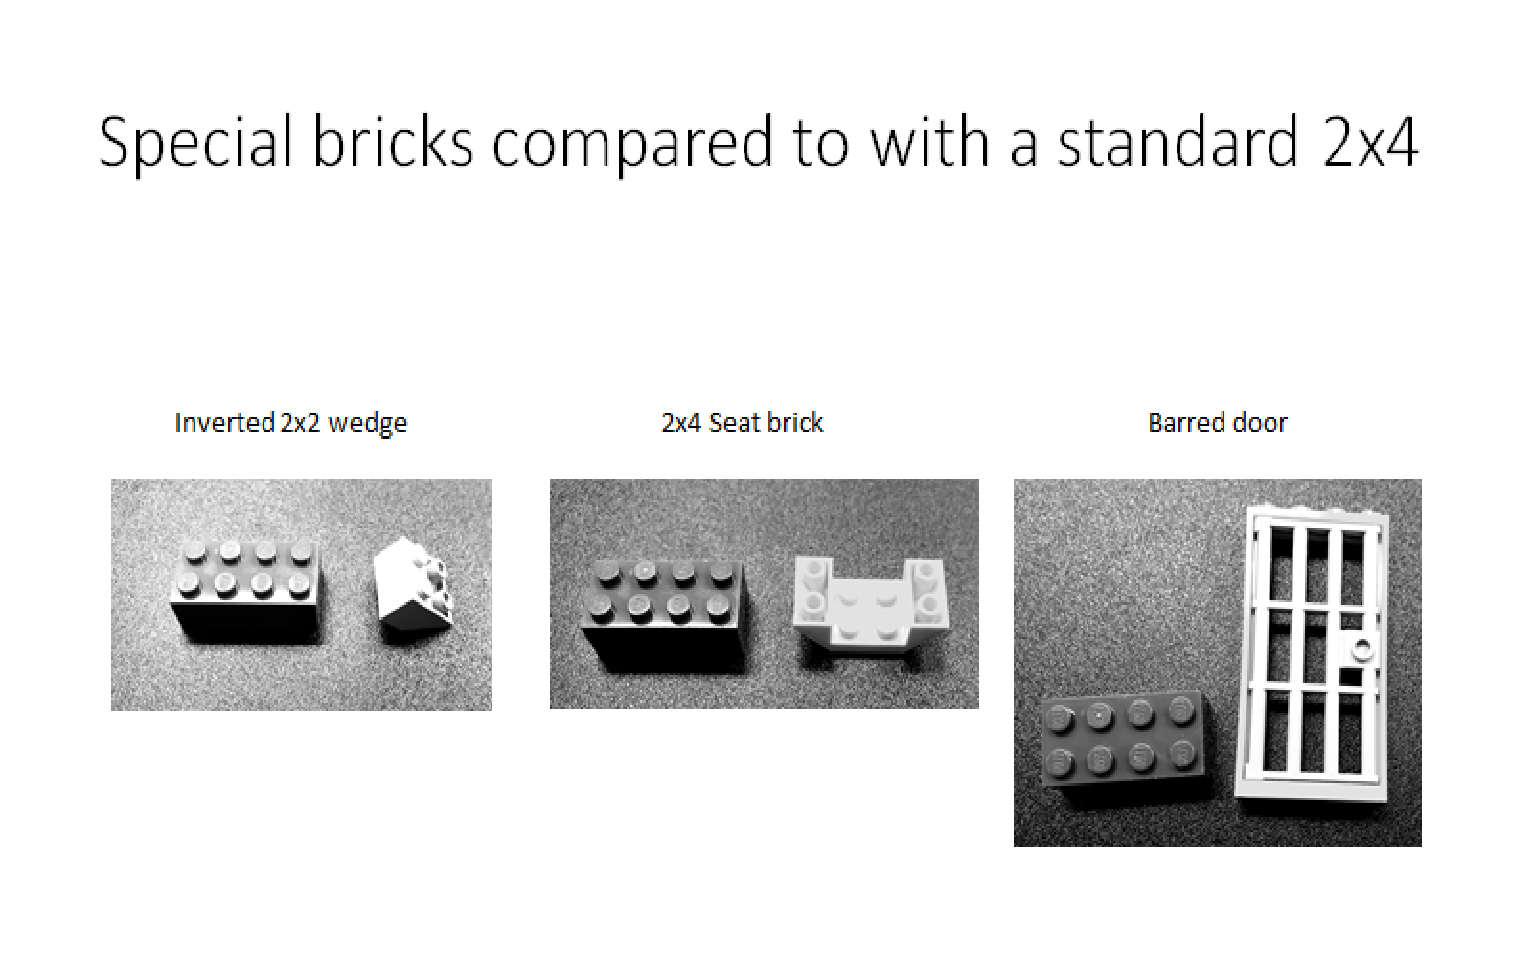 Special bricks compared to with a standard 2x4
Inverted 2x2 wedge
2x4 Seat brick
Barred door